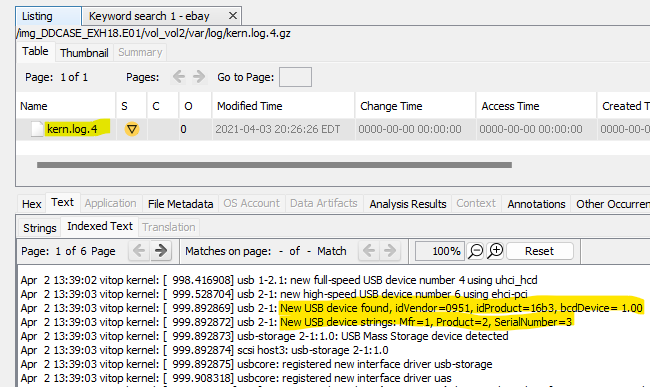 Listing Keyword search 1 - ebay X
/img_DDCASE_EXH18.E01/vol_vol2/var/log/kern.log.4.gz
Table Thumbnail Summary
Page: 1 of 1 Pages: Go to Page:
Name S C O Modified Time Change Time Access Time Created T
kern.log.4 0 2021-04-03 20:26:26 EDT 0000-00-00 00:00:00 0000-00-00 00:00:00 0000-00-0
Hex Text Application File Metadata OS Account Data Artifacts Analysis Results Context Annotations Other Occurren
Strings Indexed Text Translation
Page: 1 of 6 Page Matches on page: - of - Match 100% Reset
Apr 2 13:39:02 vitop kernel: [ 998.416908] usb 1-2.1: new full-speed USB device number 4 using uhci_hcd
Apr 2 13:39:03 vitop kernel: [ 999.528704] usb 2-1: new high-speed USB device number 6 using ehci-pci
Apr 2 13:39:03 vitop kernel: [ 999.892869] usb 2-1: New USB device found, idVendor=0951, idProduct=16b3, bcdDevice= 1.00
Apr 2 13:39:03 vitop kernel: [ 999.892872] usb 2-1: New USB device strings: Mfr=1, Product=2, SerialNumber=3
Apr 2 13:39:03 vitop kernel: [ 999.892873] usb-storage 2-1:1.0: USB Mass Storage device detected
Apr 2 13:39:03 vitop kernel: [ 999.892874] scsi host3: usb-storage 2-1:1.0
Apr 2 13:39:03 vitop kernel: [ 999.892875] usbcore: registered new interface driver usb-storage
Apr 2 13:39:03 vitop kernel: [ 999.908318] usbcore: registered new interface driver uas